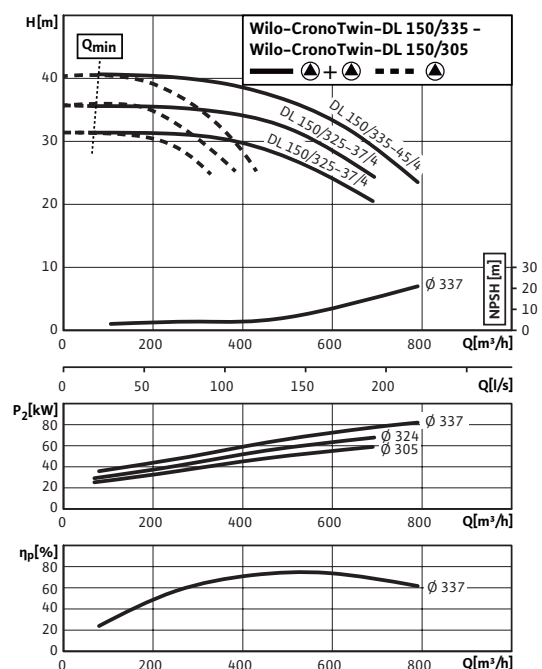 H[m]
Wilo-CronoTwin-DL 150/335 –
Wilo-CronoTwin-DL 150/305
+
Qmin
40
30
20
10
0
DL 150/335-45/4
DL 150/325-37/4
DL 150/325-37/4
NPSH [m]
30
20
10
0
Ø 337
0 200 400 600 800 Q[m³/h]
0 50 100 150 200 Q[l/s]
P₂[kW]
80
60
40
20
0
Ø 337
Ø 324
Ø 305
0 200 400 600 800 Q[m³/h]
ηp[%]
80
60
40
20
0
Ø 337
0 200 400 600 800 Q[m³/h]